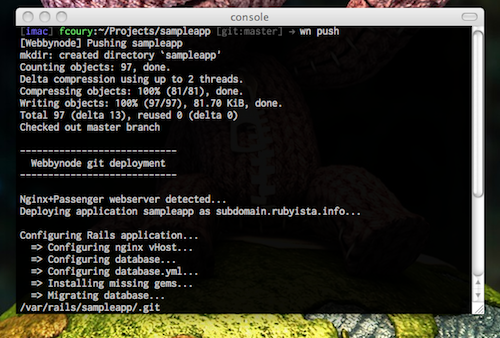 console
[imac] fcoury:~/Projects/sampleapp [git:master] → wn push
[Webbynode] Pushing sampleapp
mkdir: created directory `sampleapp'
Counting objects: 97, done.
Delta compression using up to 2 threads.
Compressing objects: 100% (81/81), done.
Writing objects: 100% (97/97), 81.70 KiB, done.
Total 97 (delta 13), reused 0 (delta 0)
Checked out master branch
----------------------------
Webbynode git deployment
----------------------------
Nginx+Passenger webserver detected...
Deploying application sampleapp as subdomain.rubyista.info...
Configuring Rails application...
=> Configuring nginx vHost...
=> Configuring database...
=> Configuring database.yml...
=> Installing missing gems...
=> Migrating database...
/var/rails/sampleapp/.git